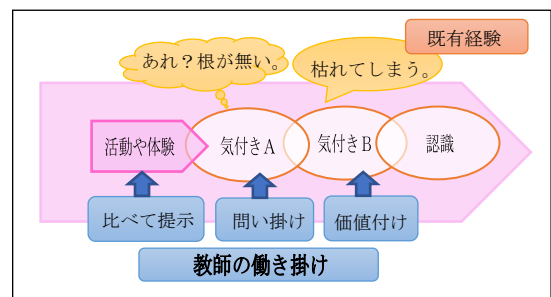 既有経験
あれ？根が無い。
枯れてしまう。
活動や体験
気付きA
気付きB
認識
比べて提示
問い掛け
価値付け
教師の働き掛け